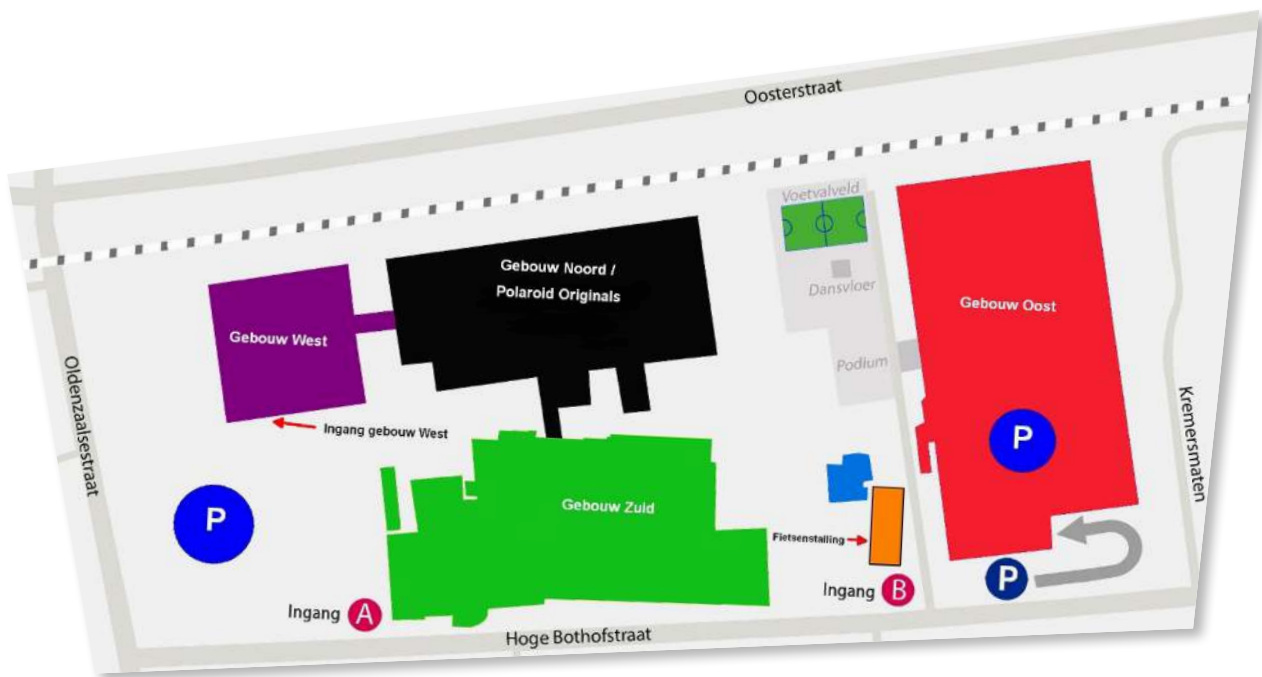 Oosterstraat
Voetvalveld
Gebouw Noord /
Polaroid Originals
Dansvloer
Gebouw Oost
Gebouw West
Podium
Oldenzaalsestraat
Kremersmaten
Ingang gebouw West
P
Gebouw Zuid
P
Fietsenstalling
P
Ingang B
Ingang A
Hoge Bothofstraat